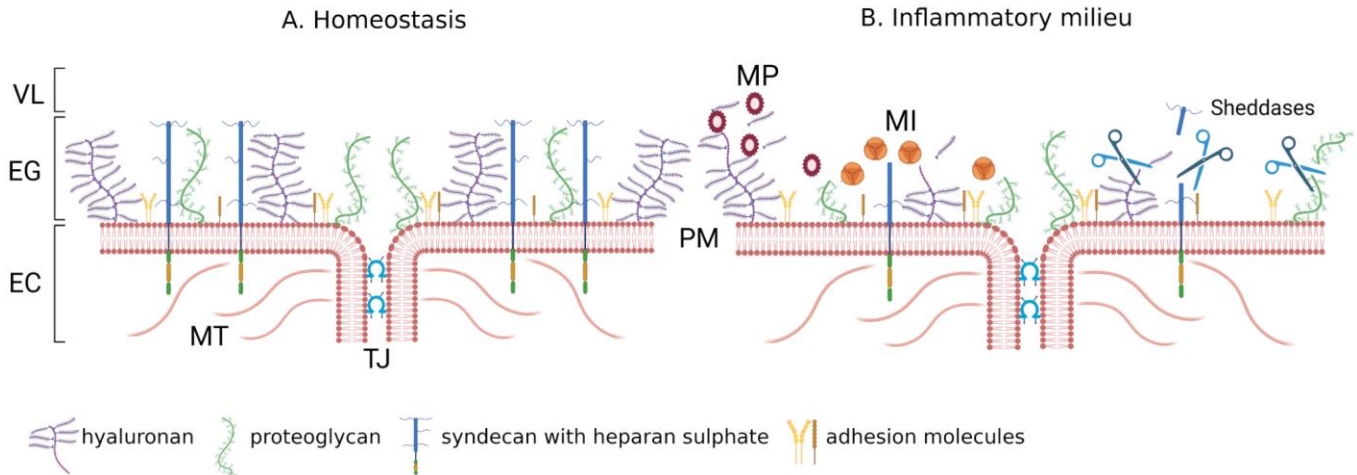 A. Homeostasis
B. Inflammatory milieu
VL
EG
EC
MT
TJ
PM
MP
MI
Sheddases
hyaluronan
proteoglycan
syndecan with heparan sulphate
adhesion molecules